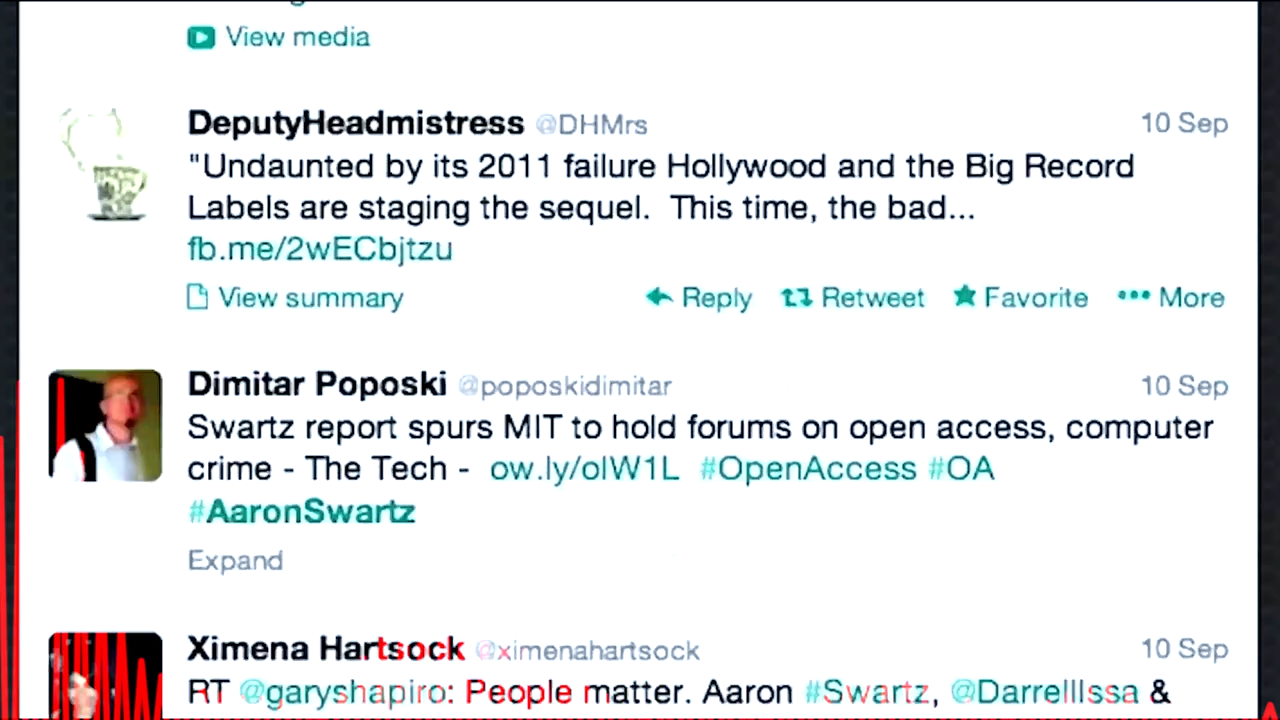 View media
DeputyHeadmistress @DHMrs 10 Sep
"Undaunted by its 2011 failure Hollywood and the Big Record
Labels are staging the sequel. This time, the bad...
fb.me/2wECbjtzu
View summary Reply Retweet Favorite More
Dimitar Poposki @poposkidimitar 10 Sep
Swartz report spurs MIT to hold forums on open access, computer
crime - The Tech - ow.ly/olW1L #OpenAccess #OA
#AaronSwartz
Expand
Ximena Hartsock @ximenahartsock 10 Sep
RT @garyshapiro: People matter. Aaron #Swartz, @DarrellIssa &